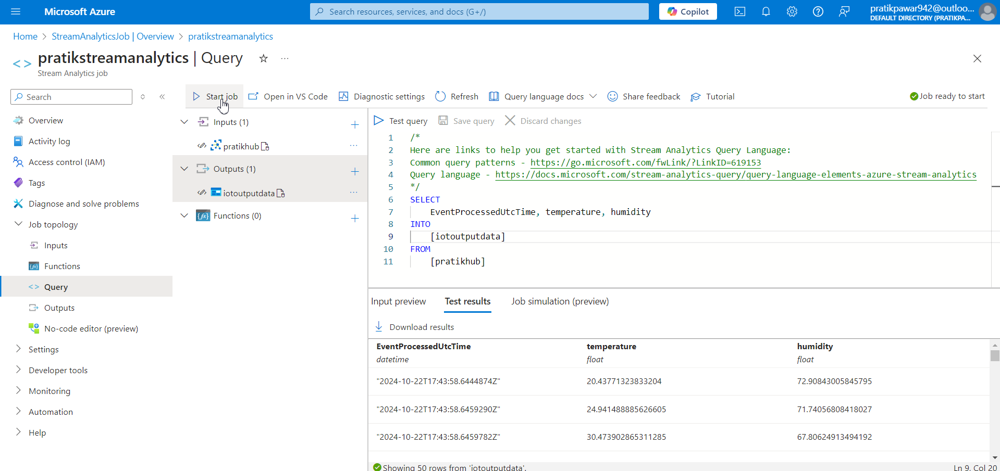 Microsoft Azure
Search resources, services, and docs (G+/)
Copilot
pratikpawar942@outloo...
DEFAULT DIRECTORY (PRATIKPA...
Home > StreamAnalyticsJob | Overview > pratikstreamanalytics
pratikstreamanalytics | Query
Stream Analytics job
Search
Start job
Open in VS Code
Diagnostic settings
Refresh
Query language docs
Share feedback
Tutorial
Job ready to start
Overview
Activity log
Access control (IAM)
Tags
Diagnose and solve problems
Job topology
Inputs
Functions
Query
Outputs
No-code editor (preview)
Settings
Developer tools
Monitoring
Automation
Help
Inputs (1)
pratikhub
Outputs (1)
iotoutputdata
Functions (0)
Test query
Save query
Discard changes
1 /*
2 Here are links to help you get started with Stream Analytics Query Language:
3 Common query patterns - https://go.microsoft.com/fwLink/?LinkID=619153
4 Query language - https://docs.microsoft.com/stream-analytics-query/query-language-elements-azure-stream-analytics
5 */
6 SELECT
7 EventProcessedUtcTime, temperature, humidity
8 INTO
9 [iotoutputdata]
10 FROM
11 [pratikhub]
Input preview
Test results
Job simulation (preview)
Download results
EventProcessedUtcTime temperature humidity
datetime float float
"2024-10-22T17:43:58.6444874Z" 20.43771323833204 72.90843005845795
"2024-10-22T17:43:58.6459290Z" 24.941488885626605 71.74056808418027
"2024-10-22T17:43:58.6459782Z" 30.473902865311285 67.80624913494192
Showing 50 rows from 'iotoutputdata'.
Ln 9, Col 20